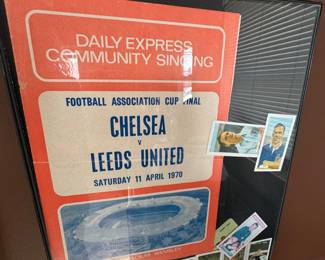 DAILY EXPRESS
COMMUNITY SINGING
FOOTBALL ASSOCIATION CUP FINAL
CHELSEA
v
LEEDS UNITED
SATURDAY 11 APRIL 1970